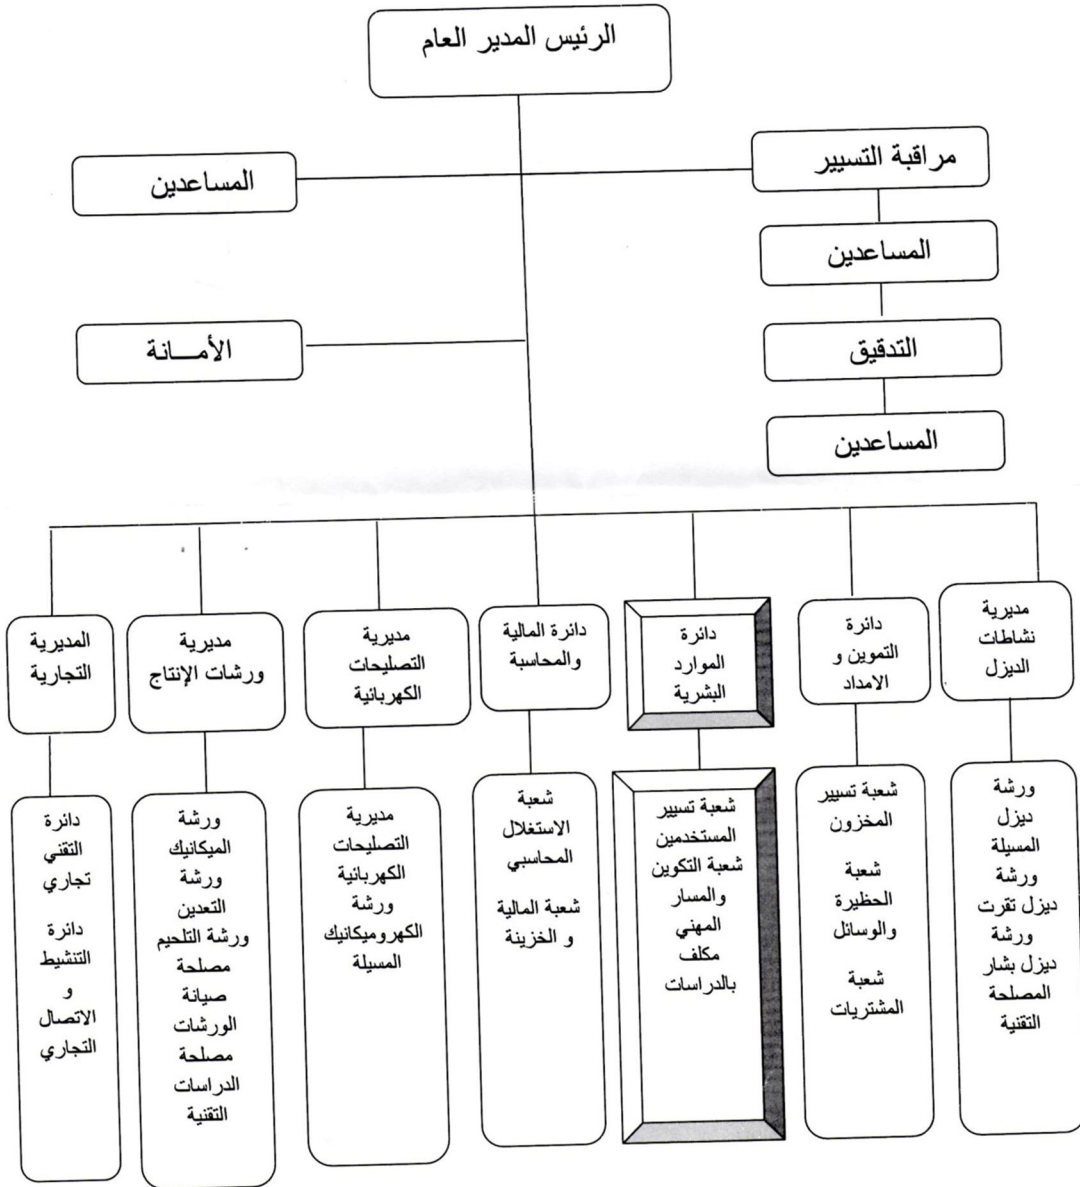 الرئيس المدير العام
مراقبة التسيير
المساعدين
المساعدين
الأمـــانة
التدقيق
المساعدين
مديرية
نشاطات
الديزل
دائرة
التموين و
الامداد
دائرة
الموارد
البشرية
دائرة المالية
والمحاسبة
مديرية
التصليحات
الكهربائية
مديرية
ورشات الإنتاج
المديرية
التجارية
ورشة
ديزل
المسيلة
ورشة
ديزل تقرت
ورشة
ديزل بشار
المصلحة
التقنية
شعبة تسيير
المخزون
شعبة
الحظيرة
والوسائل
شعبة
المشتريات
شعبة تسيير
المستخدمين
شعبة التكوين
والمسار
المهني
مكلف
بالدراسات
شعبة
الاستغلال
المحاسبي
شعبة المالية
و الخزينة
مديرية
التصليحات
الكهربائية
ورشة
الكهروميكانيك
المسيلة
ورشة
الميكانيك
ورشة
التعدين
ورشة التلحيم
مصلحة
صيانة
الورشات
مصلحة
الدراسات
التقنية
دائرة
التقني
تجاري
دائرة
التنشيط
و
الاتصال
التجاري